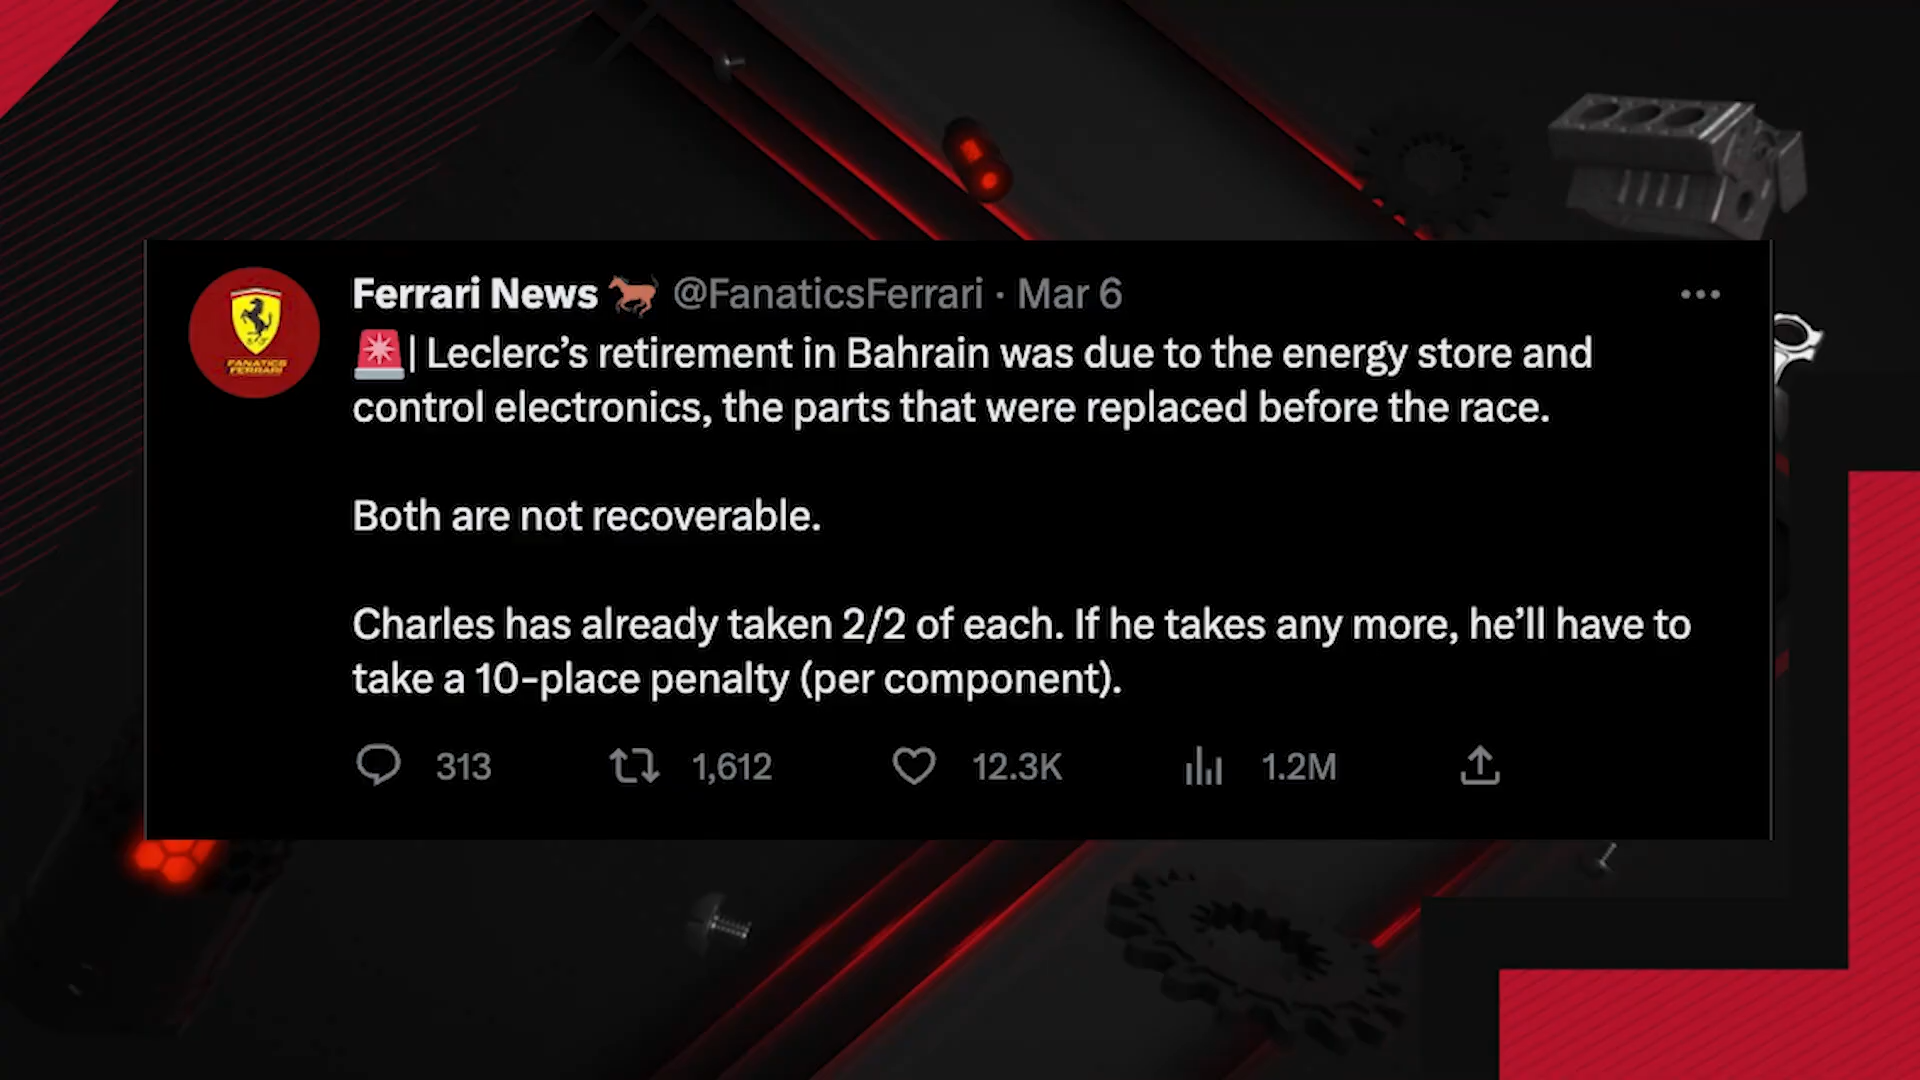 Ferrari News 🐎 @FanaticsFerrari · Mar 6
🚨| Leclerc’s retirement in Bahrain was due to the energy store and
control electronics, the parts that were replaced before the race.
Both are not recoverable.
Charles has already taken 2/2 of each. If he takes any more, he’ll have to
take a 10-place penalty (per component).
313 1,612 12.3K 1.2M
FANATICS
FERRARI